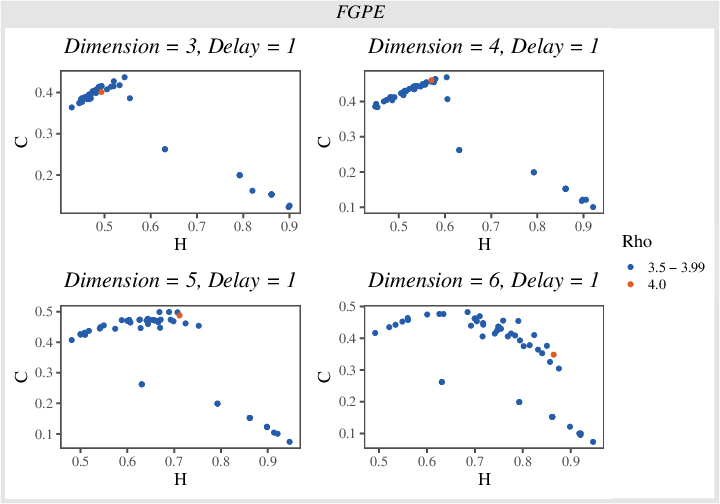 FGPE
Dimension = 3, Delay = 1
Dimension = 4, Delay = 1
0.4
0.3
0.2
C
0.5 0.6 0.7 0.8 0.9
H
0.4
0.3
0.2
0.1
C
0.5 0.6 0.7 0.8 0.9
H
Rho
3.5 – 3.99
4.0
Dimension = 5, Delay = 1
Dimension = 6, Delay = 1
0.5
0.4
0.3
0.2
0.1
C
0.5 0.6 0.7 0.8 0.9
H
0.5
0.4
0.3
0.2
0.1
C
0.5 0.6 0.7 0.8 0.9
H